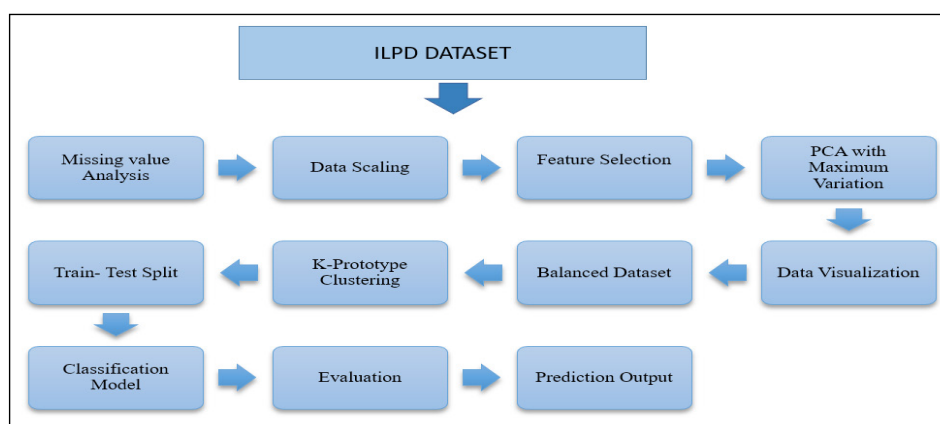 ILPD DATASET
Missing value
Analysis
Data Scaling
Feature Selection
PCA with
Maximum
Variation
Data Visualization
Balanced Dataset
K-Prototype
Clustering
Train- Test Split
Classification
Model
Evaluation
Prediction Output